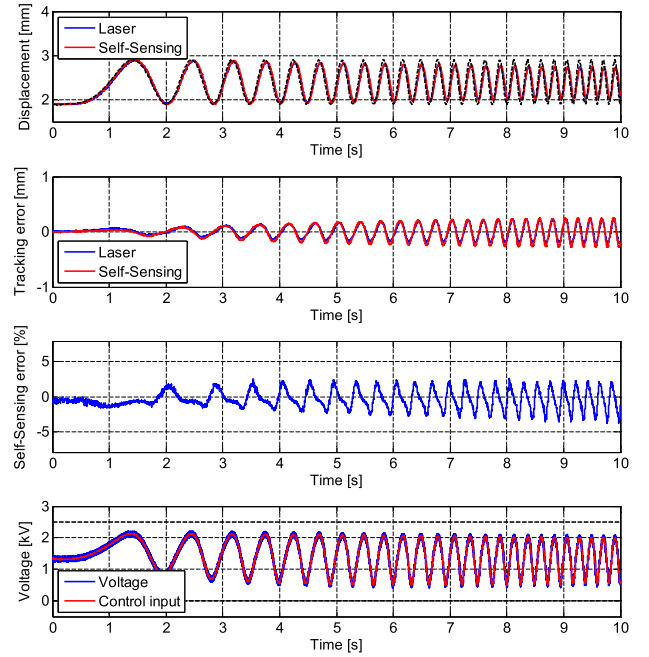 Displacement [mm]
4
3
2
Laser
Self-Sensing
0 1 2 3 4 5 6 7 8 9 10
Time [s]
Tracking error [mm]
1
0
-1
Laser
Self-Sensing
0 1 2 3 4 5 6 7 8 9 10
Time [s]
Self-Sensing error [%]
5
0
-5
0 1 2 3 4 5 6 7 8 9 10
Time [s]
Voltage [kV]
3
2
1
0
Voltage
Control input
0 1 2 3 4 5 6 7 8 9 10
Time [s]